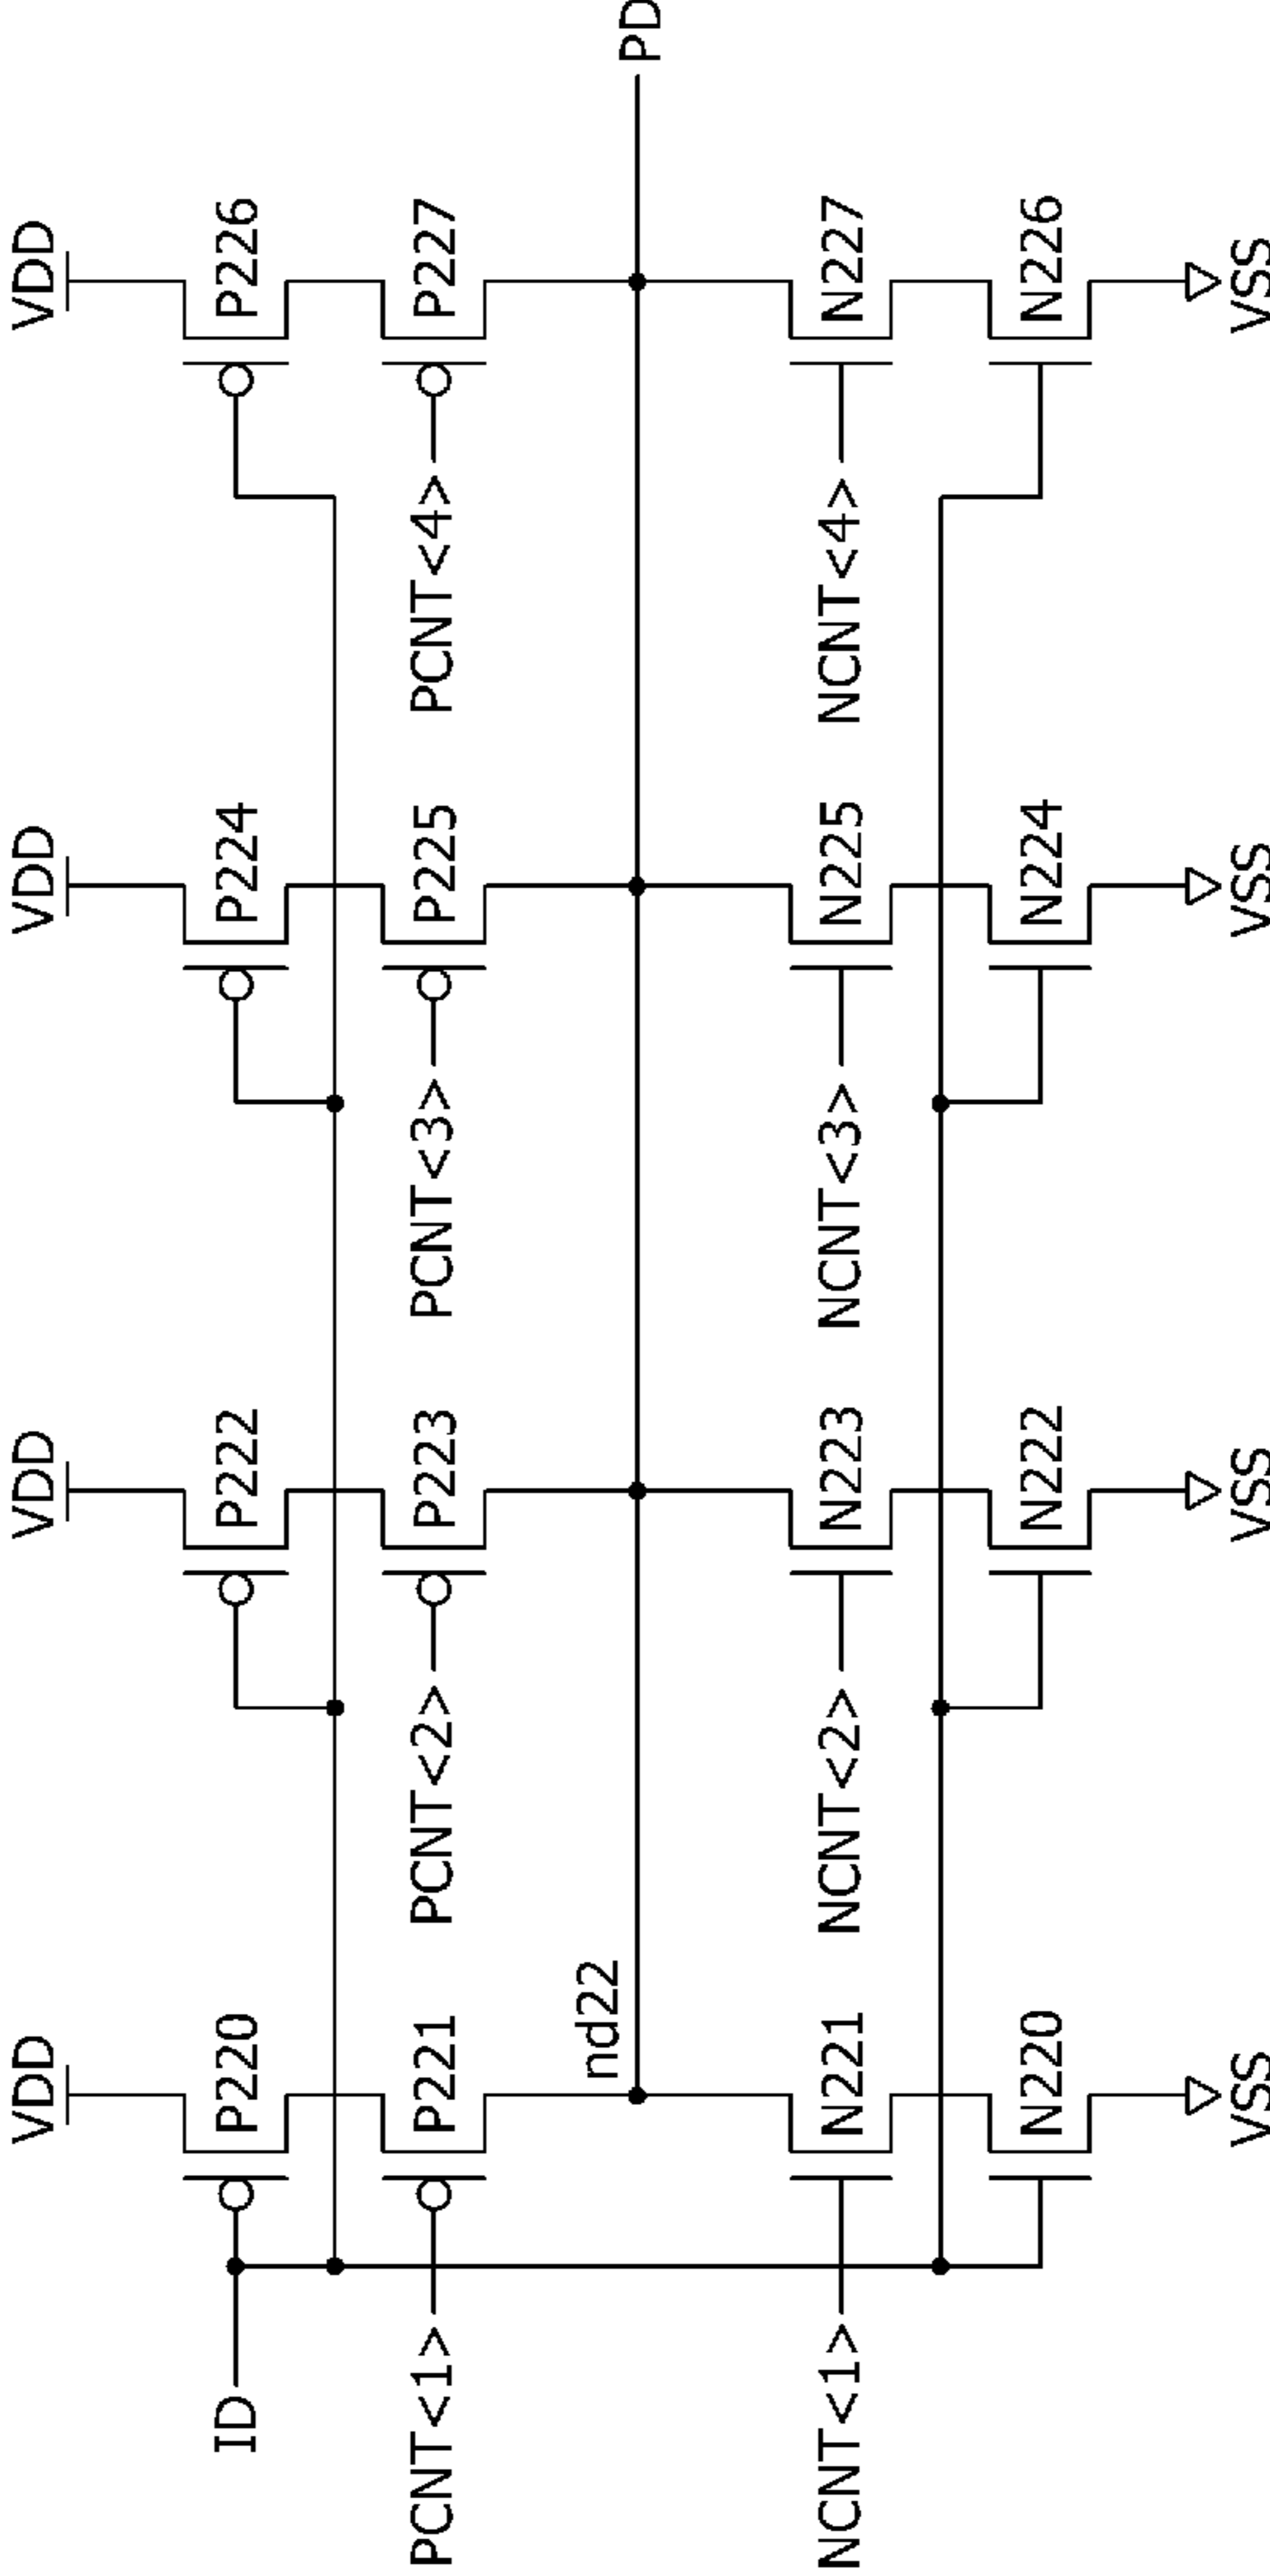 VDD VDD VDD VDD
ID P220 P222 P224 P226
PCNT<1> P221 PCNT<2> P223 PCNT<3> P225 PCNT<4> P227
nd22
PD
NCNT<1> N221 NCNT<2> N223 NCNT<3> N225 NCNT<4> N227
N220 N222 N224 N226
VSS VSS VSS VSS